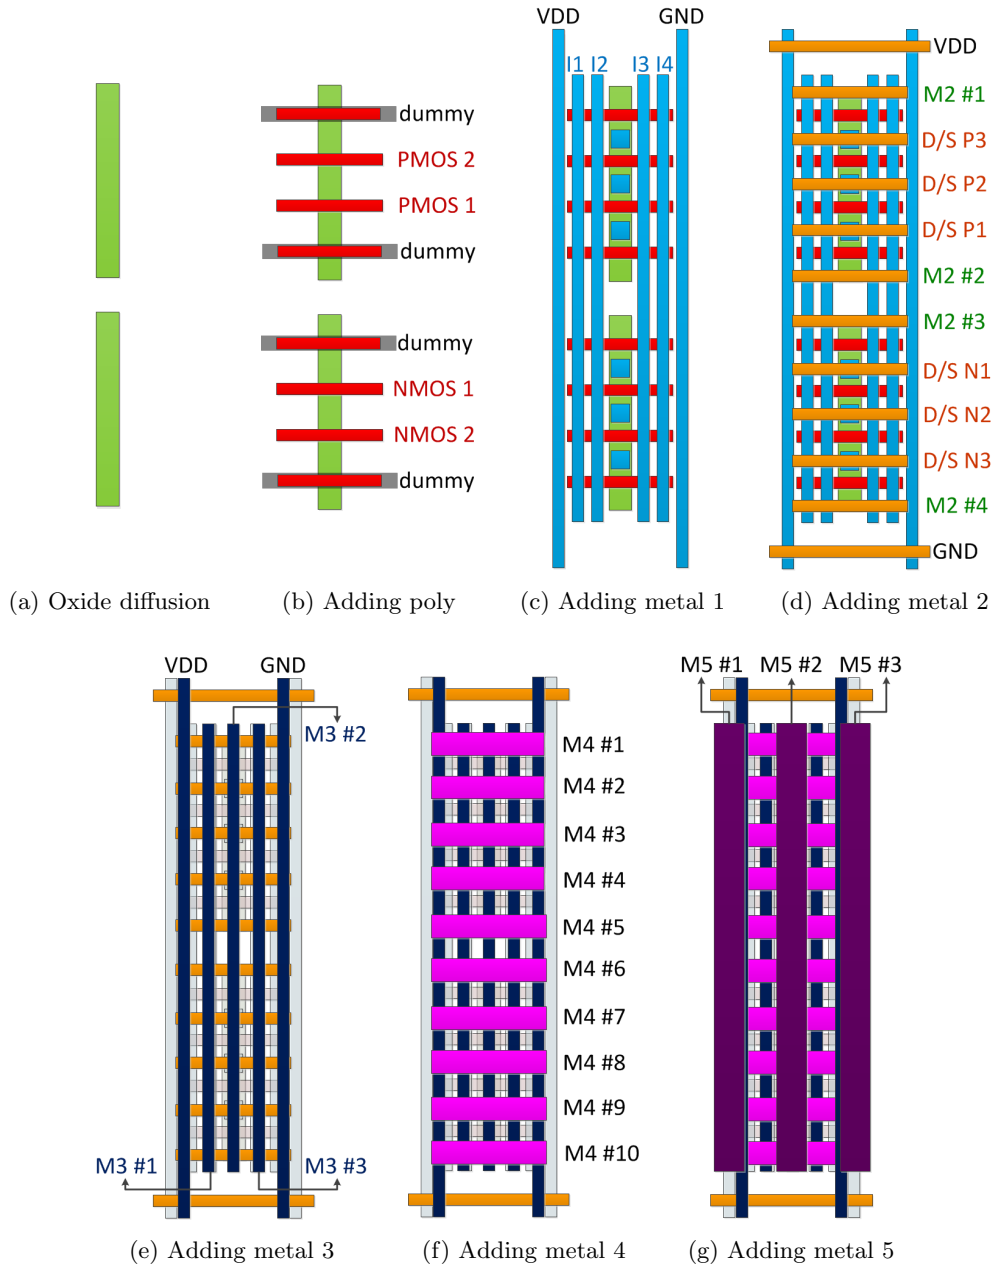 dummy
PMOS 2
PMOS 1
dummy
dummy
NMOS 1
NMOS 2
dummy
VDD GND
I1 I2 I3 I4
VDD
M2 #1
D/S P3
D/S P2
D/S P1
M2 #2
M2 #3
D/S N1
D/S N2
D/S N3
M2 #4
GND
(a) Oxide diffusion
(b) Adding poly
(c) Adding metal 1
(d) Adding metal 2
VDD GND
M3 #2
M3 #1 M3 #3
M4 #1
M4 #2
M4 #3
M4 #4
M4 #5
M4 #6
M4 #7
M4 #8
M4 #9
M4 #10
M5 #1 M5 #2 M5 #3
(e) Adding metal 3
(f) Adding metal 4
(g) Adding metal 5